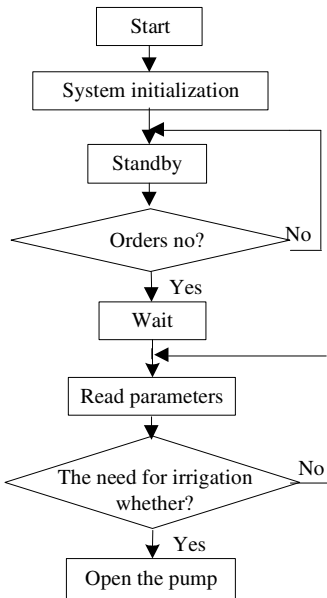 Start
System initialization
Standby
Orders no?
No
Yes
Wait
Read parameters
The need for irrigation
whether?
No
Yes
Open the pump